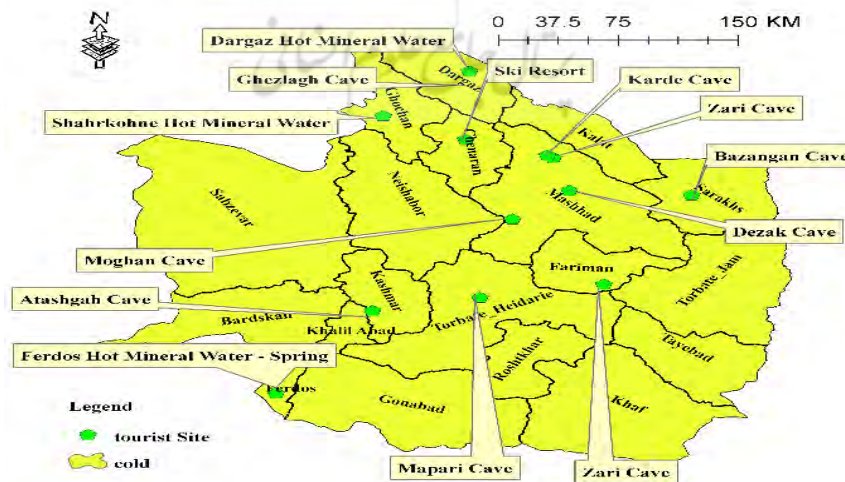 N
0 37.5 75 150 KM
Dargaz Hot Mineral Water
Ski Resort
Ghezlagh Cave
Karde Cave
Dargaz
Zari Cave
Shahrkohne Hot Mineral Water
Ghochan
Chenaran
Kalat
Bazangan Cave
Sabzevar
Neishabor
Mashhad
Sarakhs
Dezak Cave
Moghan Cave
Fariman
Torbate_Jam
Atashgah Cave
Kashmar
Bardskan
Khalil Abad
Torbate_Heidarie
Tayebad
Ferdos Hot Mineral Water - Spring
Roshtkhar
Ferdos
Gonabad
Khaf
Legend
tourist Site
cold
Mapari Cave
Zari Cave